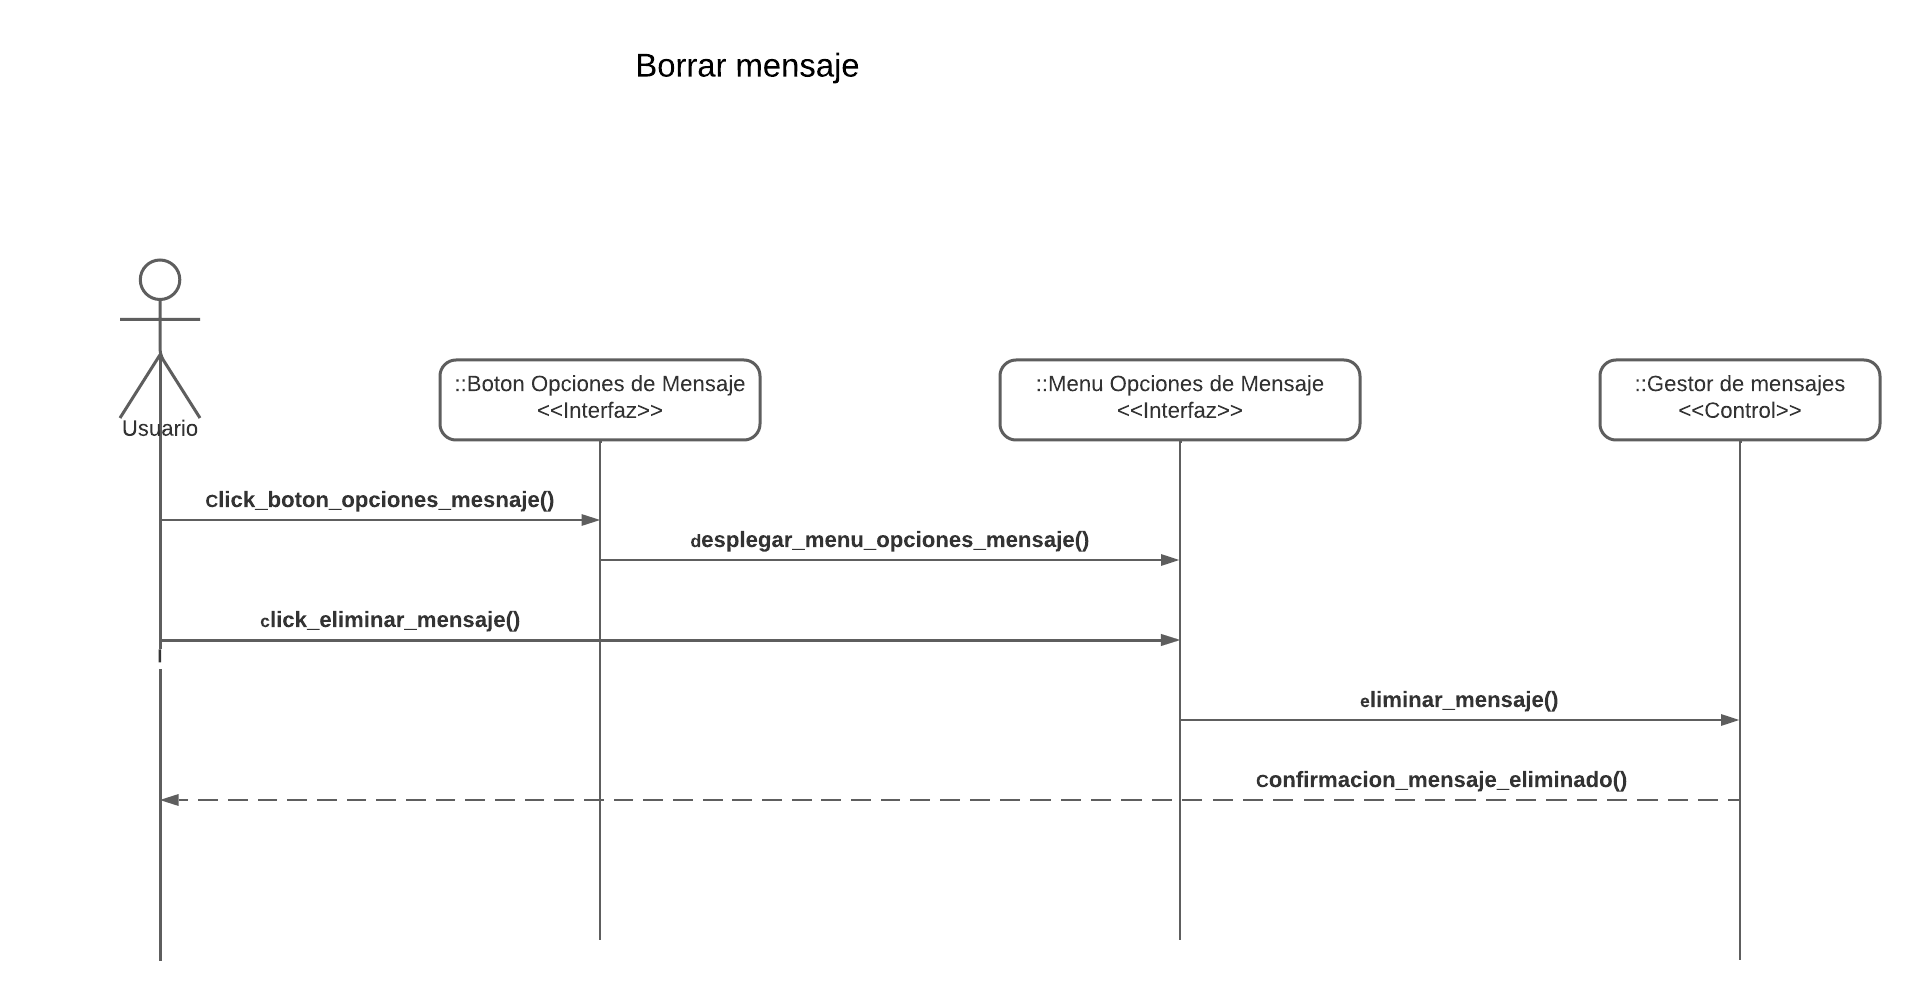 Borrar mensaje
Usuario
::Boton Opciones de Mensaje
<<Interfaz>>
::Menu Opciones de Mensaje
<<Interfaz>>
::Gestor de mensajes
<<Control>>
click_boton_opciones_mesnaje()
desplegar_menu_opciones_mensaje()
click_eliminar_mensaje()
eliminar_mensaje()
confirmacion_mensaje_eliminado()